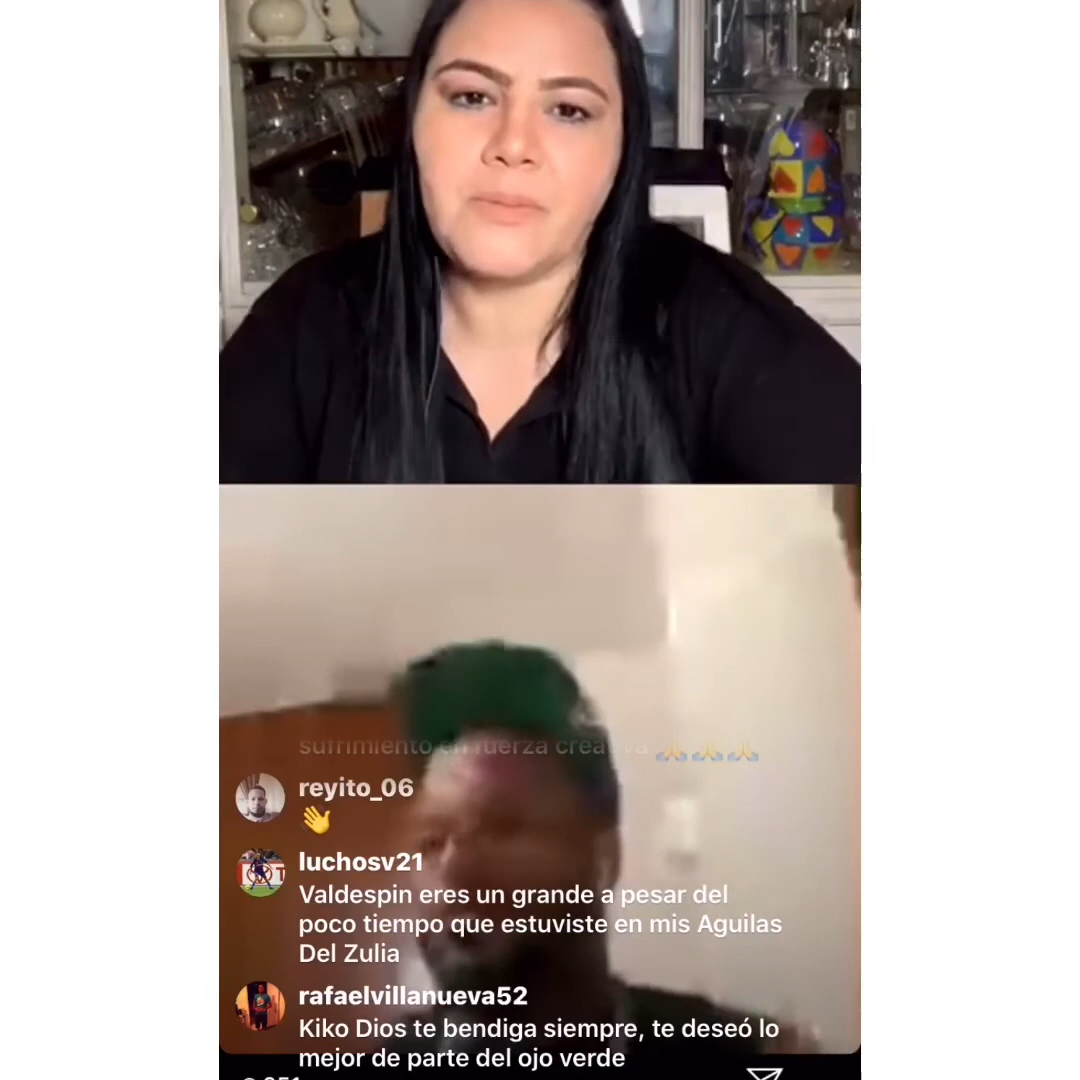 sufrimiento en fuerza creativa 🙏🙏🙏
reyito_06
👋
luchosv21
Valdespin eres un grande a pesar del
poco tiempo que estuviste en mis Aguilas
Del Zulia
rafaelvillanueva52
Kiko Dios te bendiga siempre, te deseó lo
mejor de parte del ojo verde